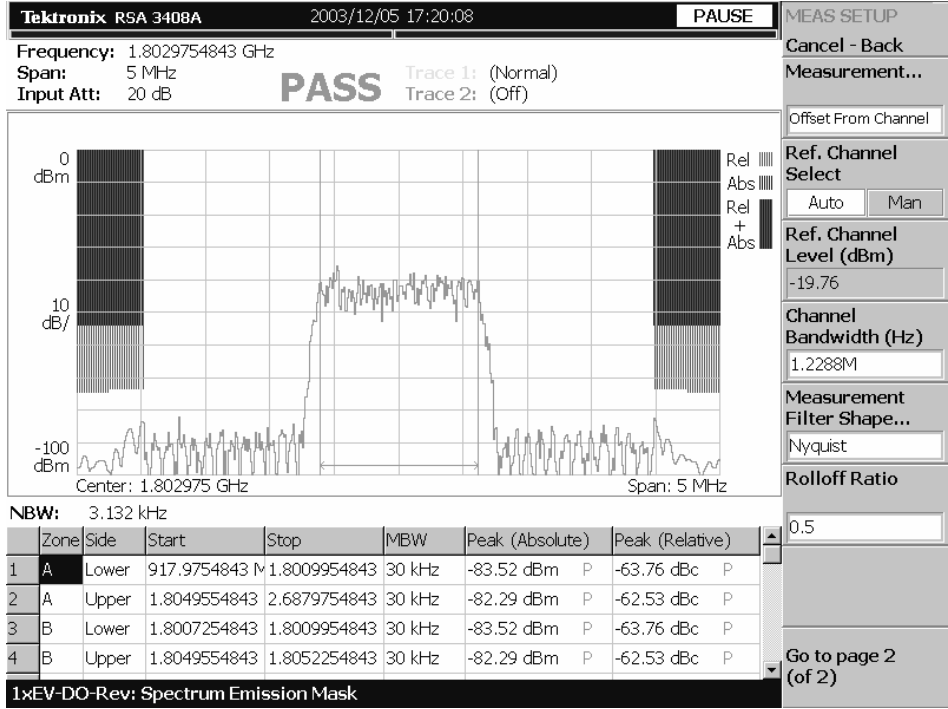 Tektronix RSA 3408A 2003/12/05 17:20:08 PAUSE
Frequency: 1.8029754843 GHz
Span: 5 MHz
Input Att: 20 dB
PASS
Trace 1: (Normal)
Trace 2: (Off)
0
dBm
10
dB/
-100
dBm
Rel
Abs
Rel
+
Abs
Center: 1.802975 GHz Span: 5 MHz
NBW: 3.132 kHz
Zone Side Start Stop MBW Peak (Absolute) Peak (Relative)
1 A Lower 917.9754843 M 1.8009954843 30 kHz -83.52 dBm P -63.76 dBc P
2 A Upper 1.8049554843 2.6879754843 30 kHz -82.29 dBm P -62.53 dBc P
3 B Lower 1.8007254843 1.8009954843 30 kHz -83.52 dBm P -63.76 dBc P
4 B Upper 1.8049554843 1.8052254843 30 kHz -82.29 dBm P -62.53 dBc P
1xEV-DO-Rev: Spectrum Emission Mask
MEAS SETUP
Cancel - Back
Measurement...
Offset From Channel
Ref. Channel
Select
Auto Man
Ref. Channel
Level (dBm)
-19.76
Channel
Bandwidth (Hz)
1.2288M
Measurement
Filter Shape...
Nyquist
Rolloff Ratio
0.5
Go to page 2
(of 2)